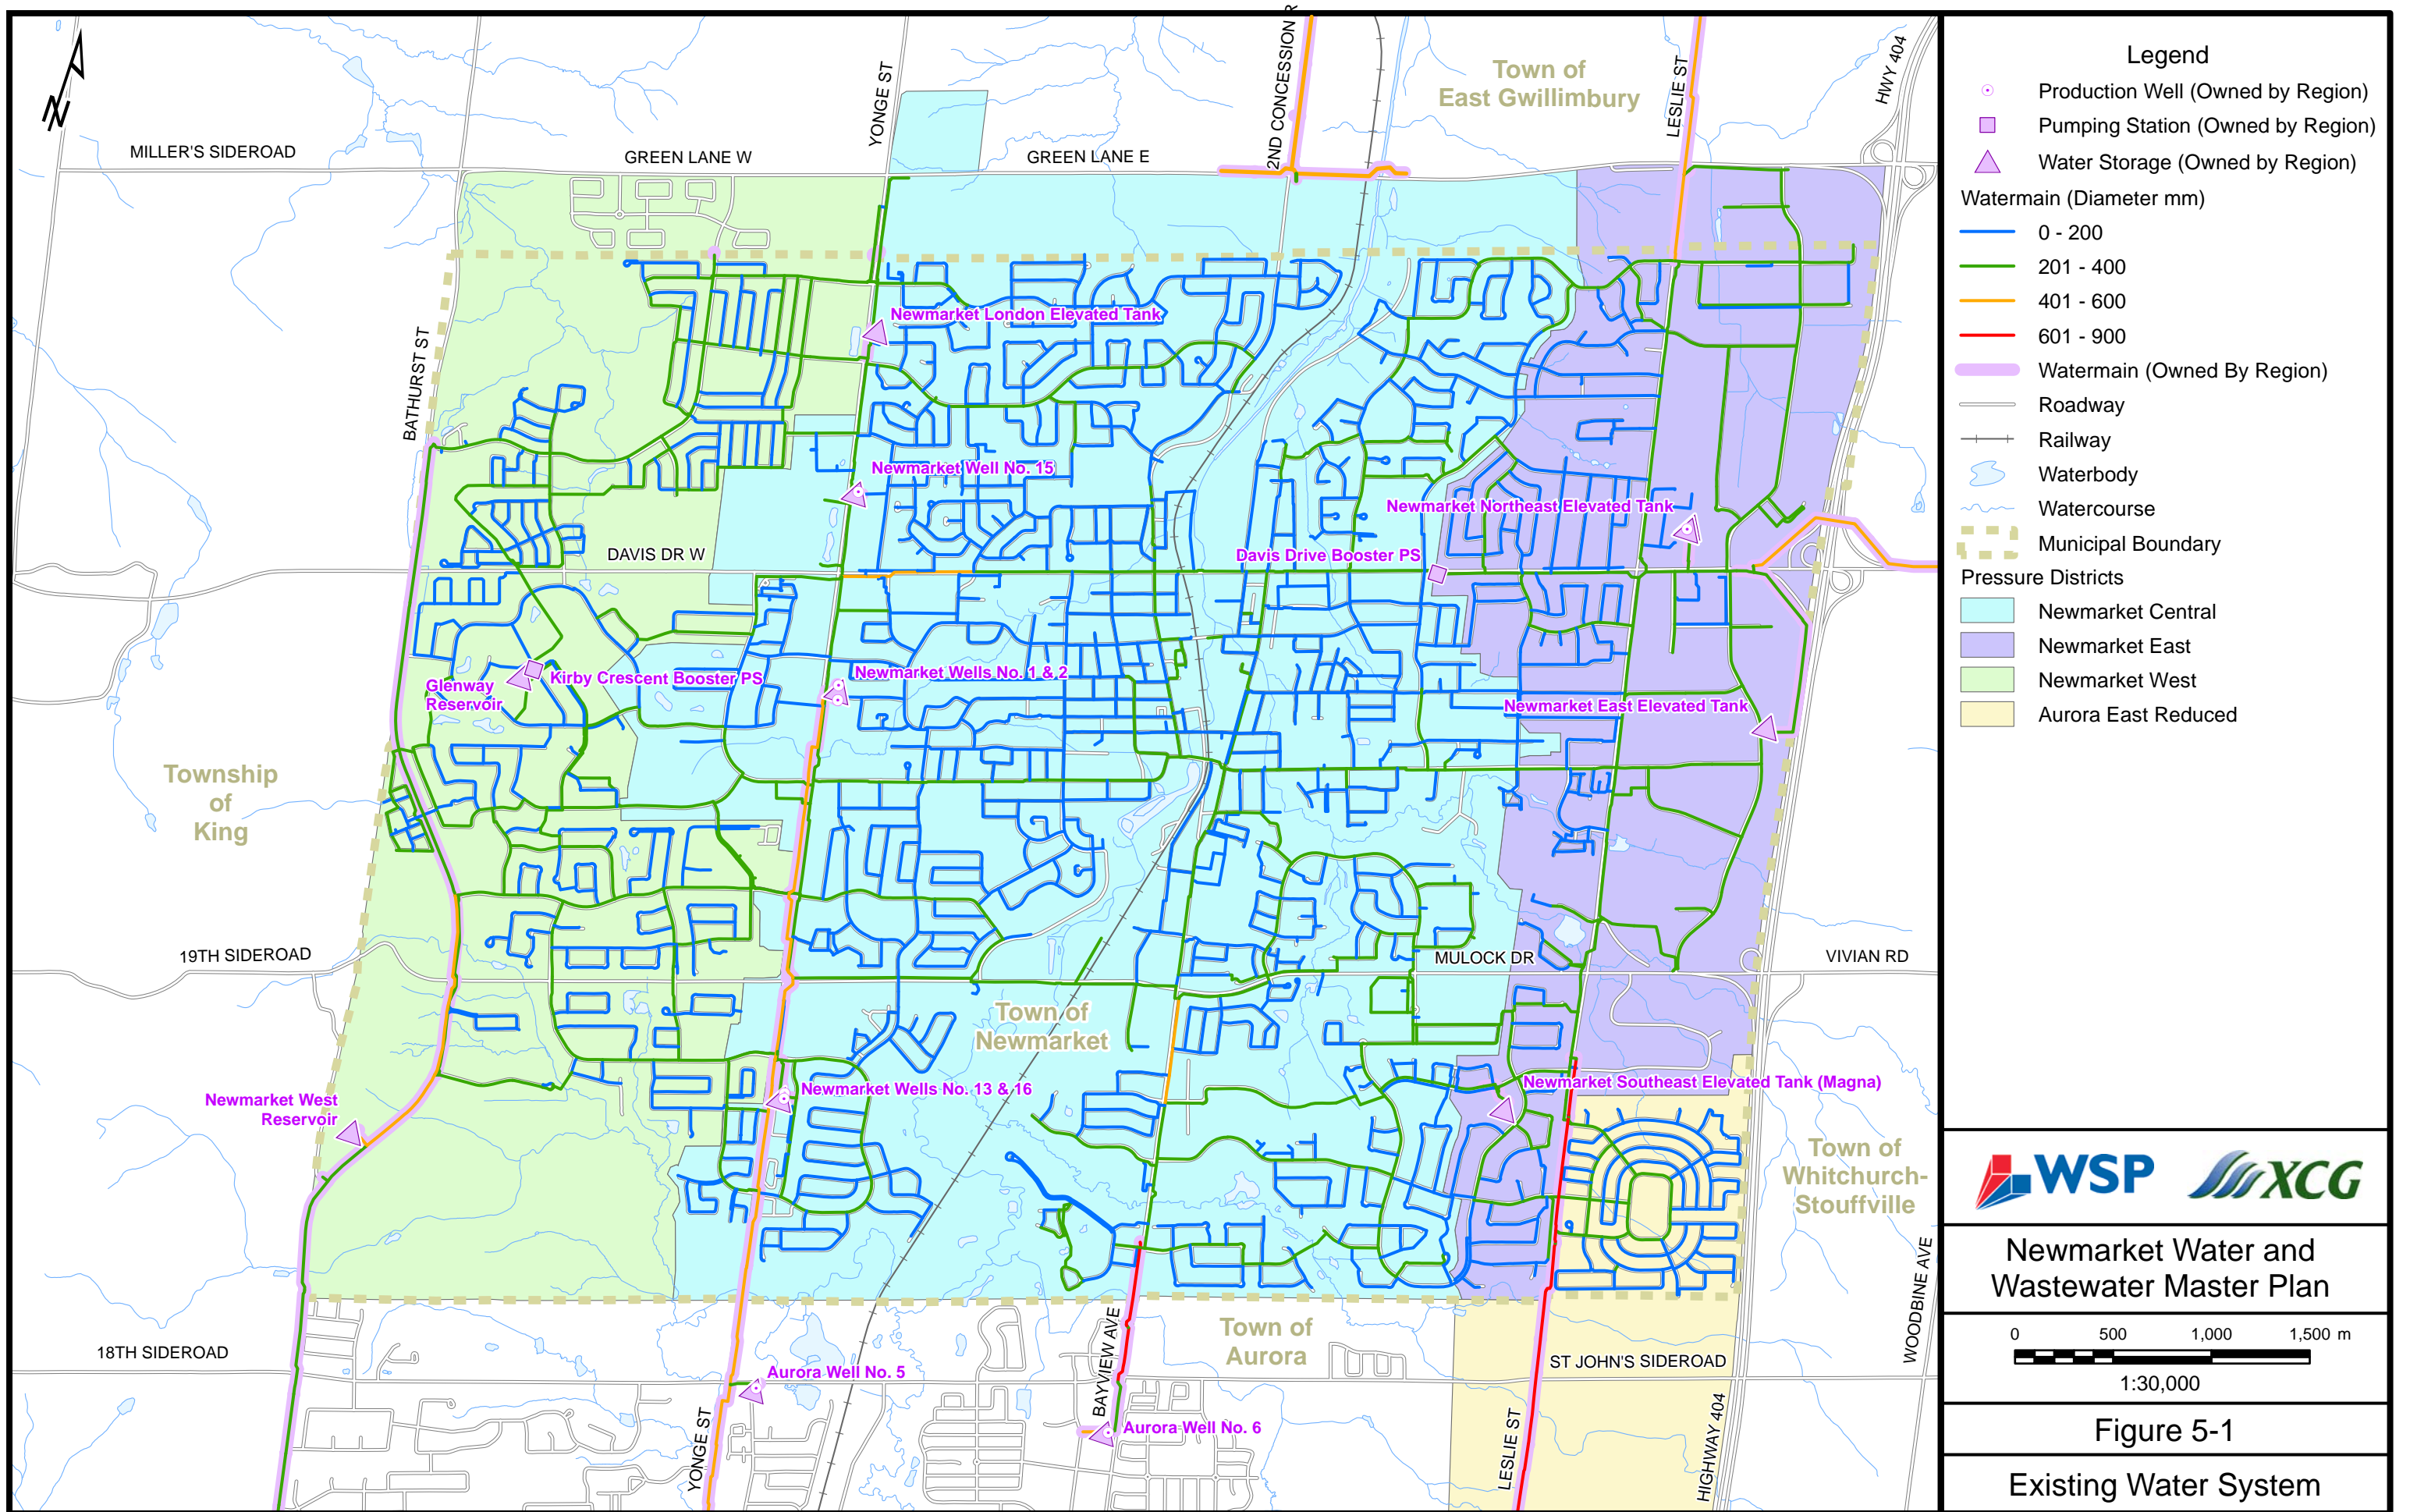 2ND CONCESSION R
YONGE ST
LESLIE ST
HWY 404
Town of
East Gwillimbury
N
MILLER'S SIDEROAD
GREEN LANE W
GREEN LANE E
Newmarket London Elevated Tank
BATHURST ST
Newmarket Well No. 15
Newmarket Northeast Elevated Tank
DAVIS DR W
Davis Drive Booster PS
Newmarket Wells No. 1 & 2
Kirby Crescent Booster PS
Glenway
Reservoir
Newmarket East Elevated Tank
Township
of
King
19TH SIDEROAD
MULOCK DR
VIVIAN RD
Town of
Newmarket
Newmarket Southeast Elevated Tank (Magna)
Newmarket Wells No. 13 & 16
Newmarket West
Reservoir
Town of
Whitchurch-
Stouffville
WOODBINE AVE
Town of
Aurora
BAYVIEW AVE
18TH SIDEROAD
ST JOHN'S SIDEROAD
Aurora Well No. 5
Aurora Well No. 6
YONGE ST
LESLIE ST
HIGHWAY 404
Legend
Production Well (Owned by Region)
Pumping Station (Owned by Region)
Water Storage (Owned by Region)
Watermain (Diameter mm)
0 - 200
201 - 400
401 - 600
601 - 900
Watermain (Owned By Region)
Roadway
Railway
Waterbody
Watercourse
Municipal Boundary
Pressure Districts
Newmarket Central
Newmarket East
Newmarket West
Aurora East Reduced
WSP XCG
Newmarket Water and
Wastewater Master Plan
0 500 1,000 1,500 m
1:30,000
Figure 5-1
Existing Water System